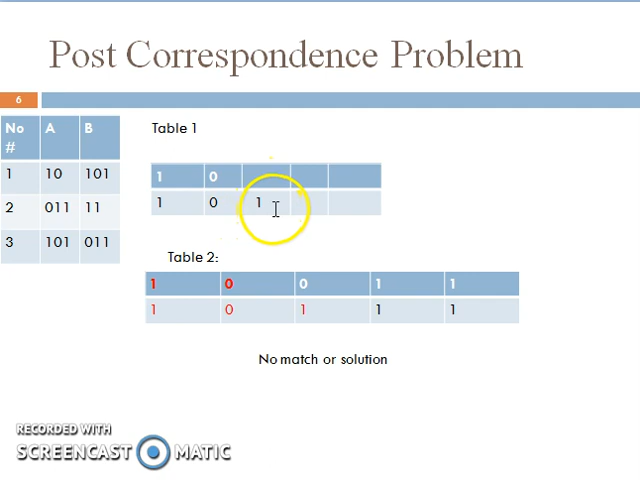 Post Correspondence Problem
6
No # A B
1 10 101
2 011 11
3 101 011
Table 1
1 0
1 0 1
Table 2:
1 0 0 1 1
1 0 1 1 1
No match or solution
RECORDED WITH
SCREENCAST MATIC